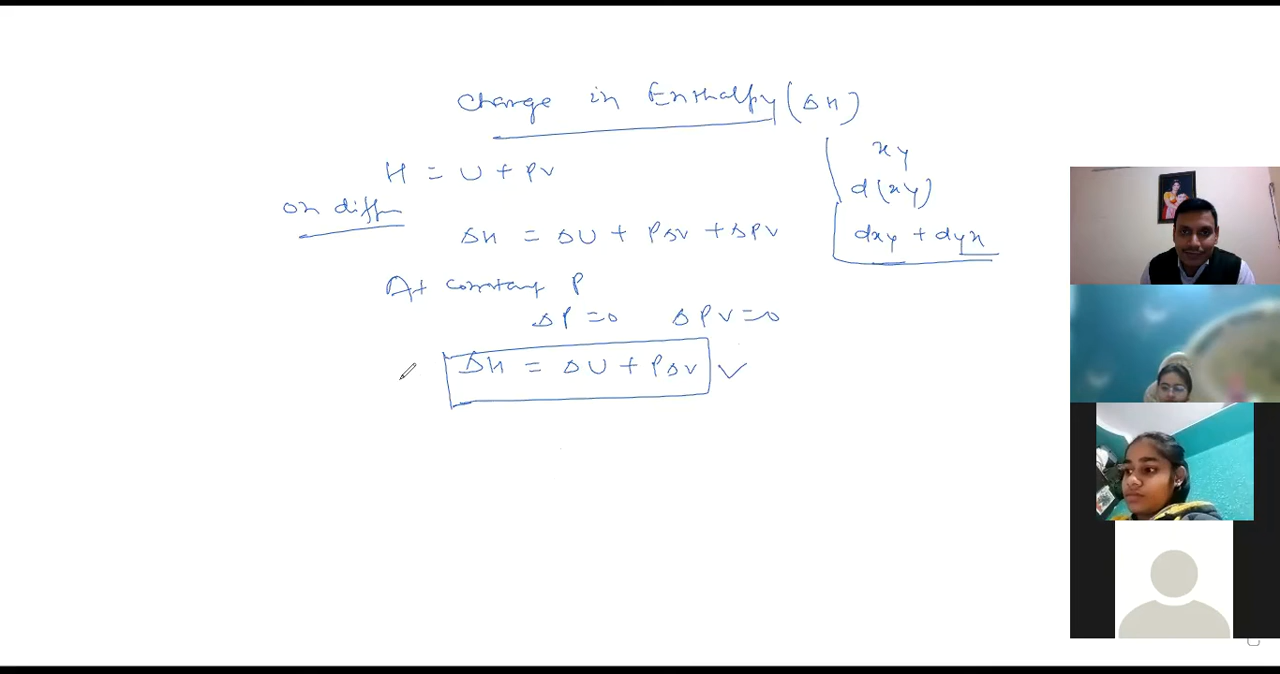 Change in Enthalpy (ΔH)
H = U + PV
on diffn
ΔH = ΔU + PΔV + ΔPV
At constant P
ΔP = 0 ΔPV = 0
ΔH = ΔU + PΔV
xy
d(xy)
dxy + dyx